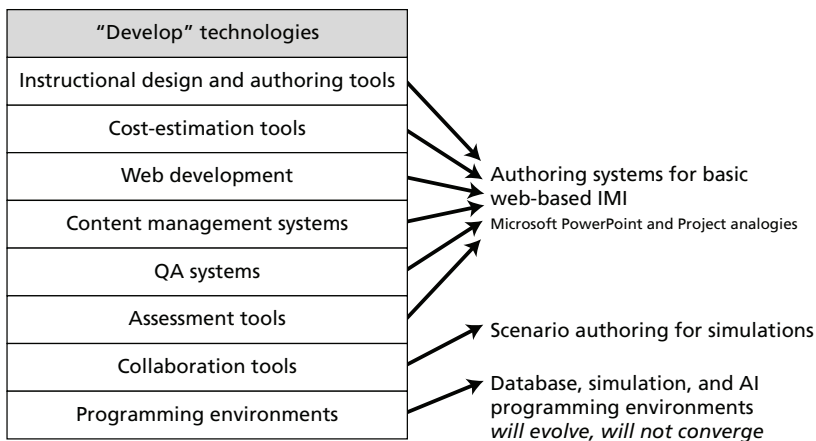 “Develop” technologies
Instructional design and authoring tools
Cost-estimation tools
Web development
Content management systems
QA systems
Assessment tools
Collaboration tools
Programming environments
Authoring systems for basic
web-based IMI
Microsoft PowerPoint and Project analogies
Scenario authoring for simulations
Database, simulation, and AI
programming environments
will evolve, will not converge